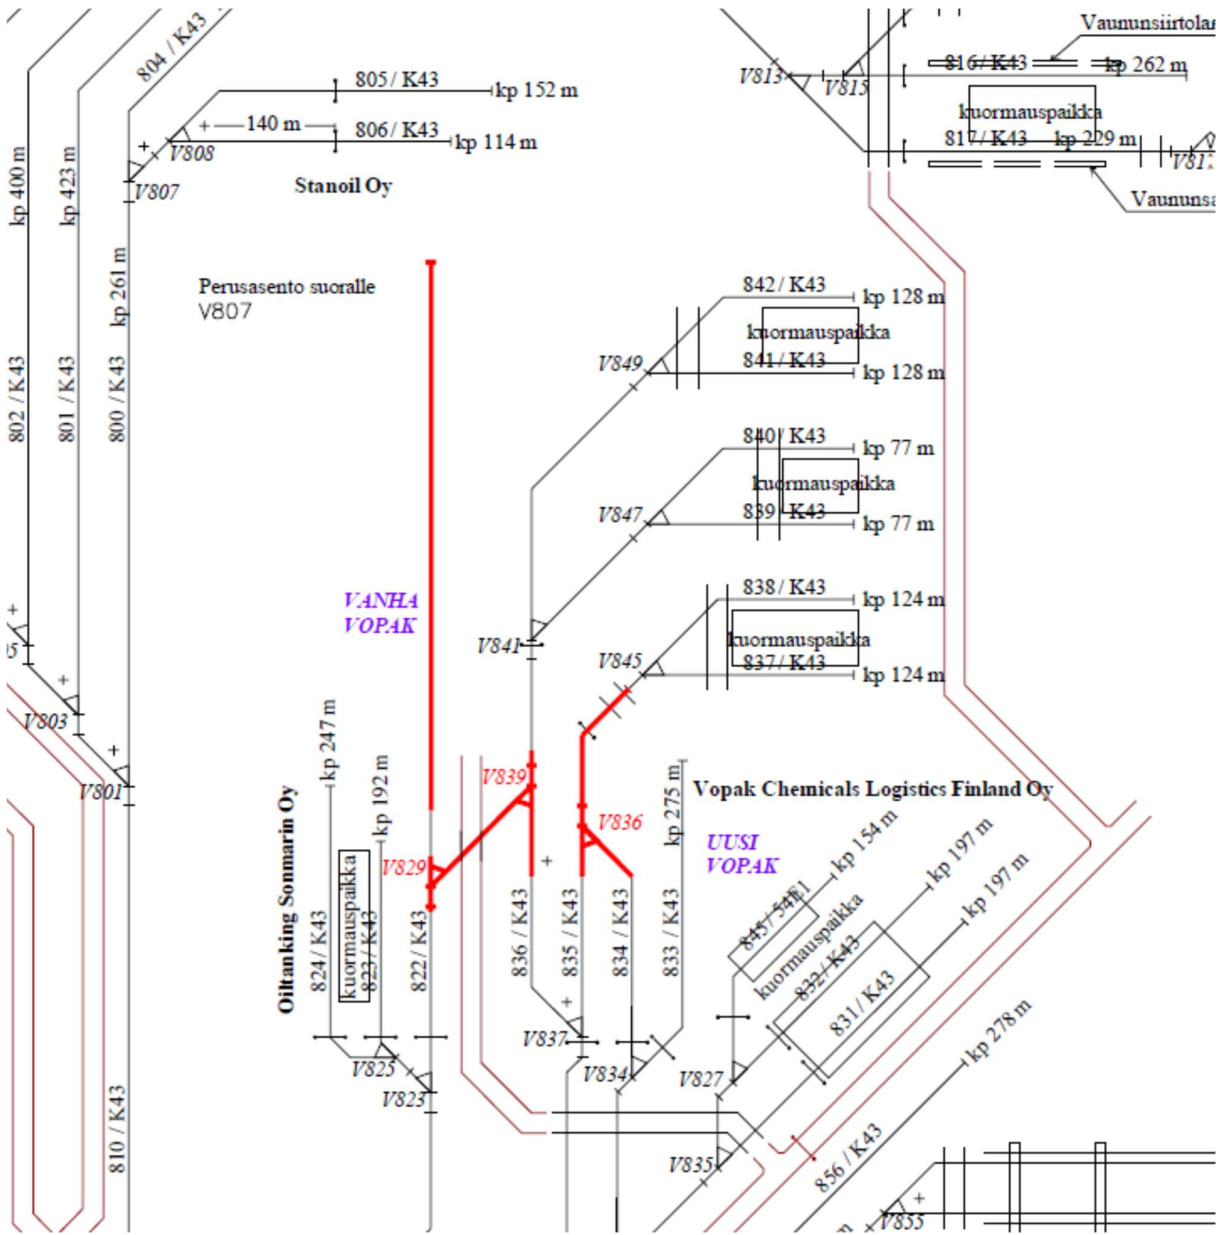 804 / K43
805 / K43
kp 152 m
140 m
806 / K43
kp 114 m
V808
V807
Stanoil Oy
kp 400 m
kp 423 m
kp 261 m
Perusasento suoralle
V807
802 / K43
801 / K43
800 / K43
Vaununsiirtola
V813
V815
816 / K43
kp 262 m
kuormauspaikka
817 / K43
kp 229 m
V81
Vaununsa
842 / K43
kp 128 m
kuormauspaikka
V849
841 / K43
kp 128 m
840 / K43
kp 77 m
kuormauspaikka
V847
839 / K43
kp 77 m
838 / K43
kp 124 m
kuormauspaikka
V845
837 / K43
kp 124 m
VANHA
VOPAK
V841
05
V803
V801
kp 247 m
kp 192 m
V839
V836
kp 275 m
Vopak Chemicals Logistics Finland Oy
UUSI
VOPAK
kp 154 m
kp 197 m
kp 197 m
V829
Oiltanking Sonmarin Oy
824 / K43
kuormauspaikka
823 / K43
822 / K43
836 / K43
835 / K43
834 / K43
833 / K43
845 / 54E1
kuormauspaikka
832 / K43
831 / K43
kp 278 m
V837
V825
V834
V827
V823
810 / K43
V835
856 / K43
V855
m